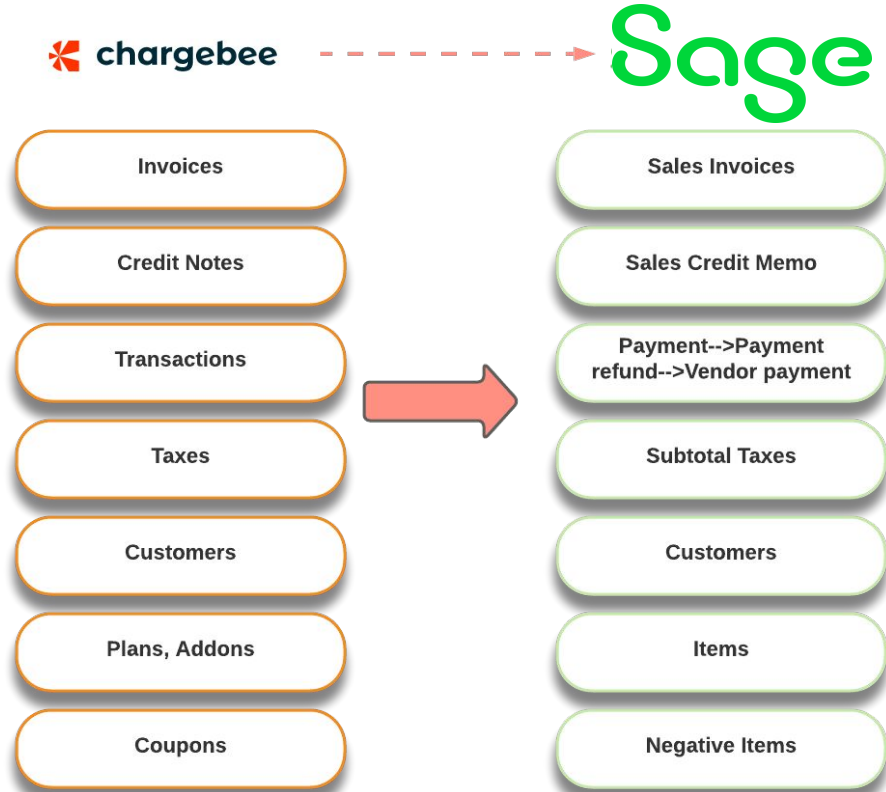 chargebee
Sage
Invoices
Sales Invoices
Credit Notes
Sales Credit Memo
Transactions
Payment-->Payment
refund-->Vendor payment
Taxes
Subtotal Taxes
Customers
Customers
Plans, Addons
Items
Coupons
Negative Items